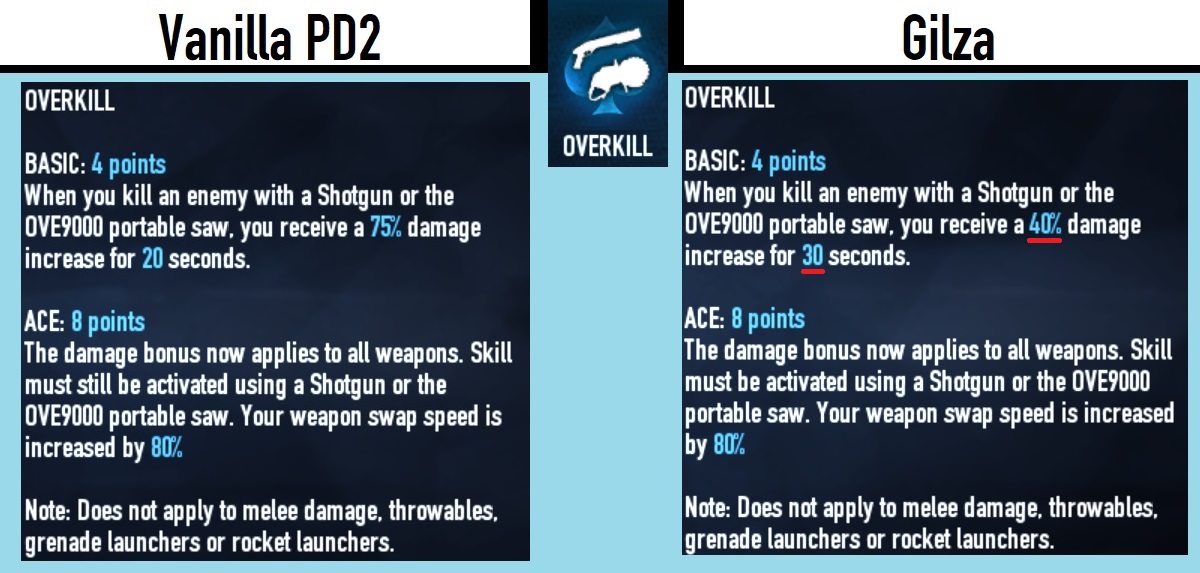 Vanilla PD2
OVERKILL
BASIC: 4 points
When you kill an enemy with a Shotgun or the
OVE9000 portable saw, you receive a 75% damage
increase for 20 seconds.
ACE: 8 points
The damage bonus now applies to all weapons. Skill
must still be activated using a Shotgun or the
OVE9000 portable saw. Your weapon swap speed is
increased by 80%
Note: Does not apply to melee damage, throwables,
grenade launchers or rocket launchers.
OVERKILL
Gilza
OVERKILL
BASIC: 4 points
When you kill an enemy with a Shotgun or the
OVE9000 portable saw, you receive a 40% damage
increase for 30 seconds.
ACE: 8 points
The damage bonus now applies to all weapons. Skill
must be activated using a Shotgun or the OVE9000
portable saw. Your weapon swap speed is increased
by 80%
Note: Does not apply to melee damage, throwables,
grenade launchers or rocket launchers.